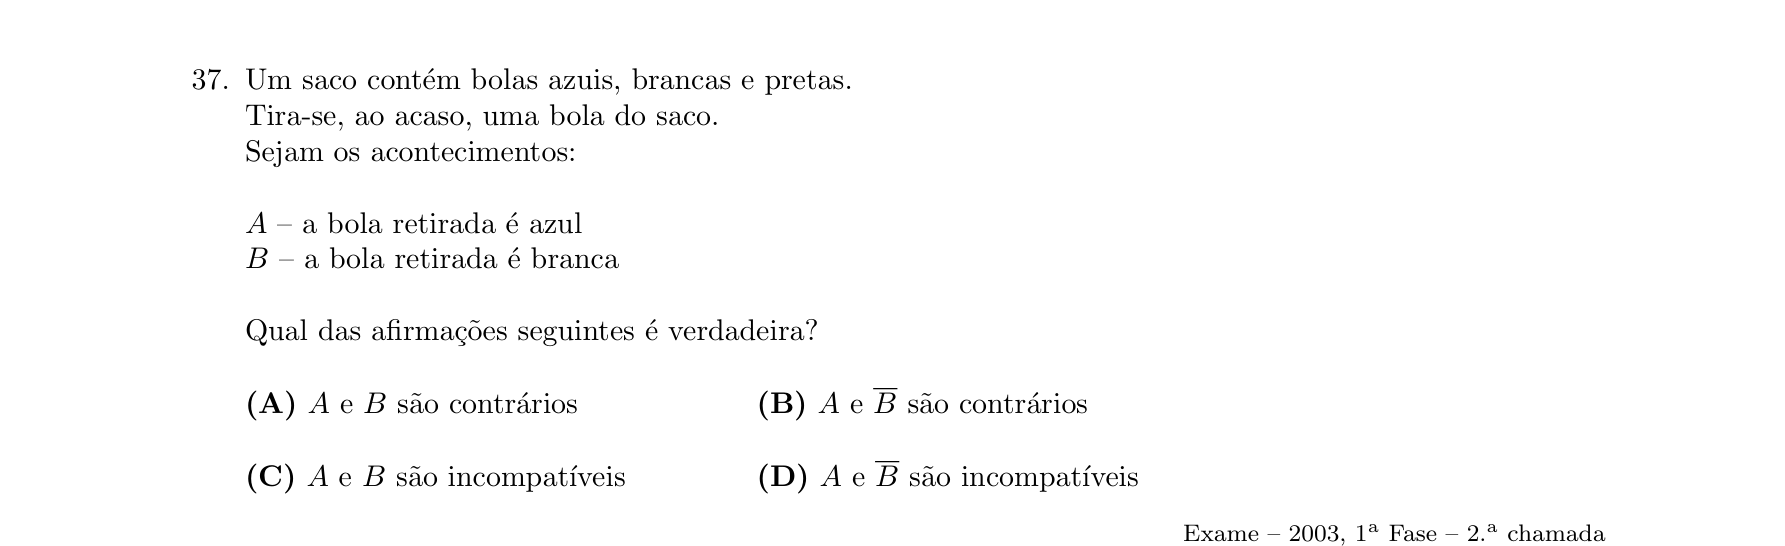 37. Um saco contém bolas azuis, brancas e pretas.
Tira-se, ao acaso, uma bola do saco.
Sejam os acontecimentos:
A – a bola retirada é azul
B – a bola retirada é branca
Qual das afirmações seguintes é verdadeira?
(A) A e B são contrários (B) A e B̅ são contrários
(C) A e B são incompatíveis (D) A e B̅ são incompatíveis
Exame – 2003, 1ª Fase – 2.ª chamada